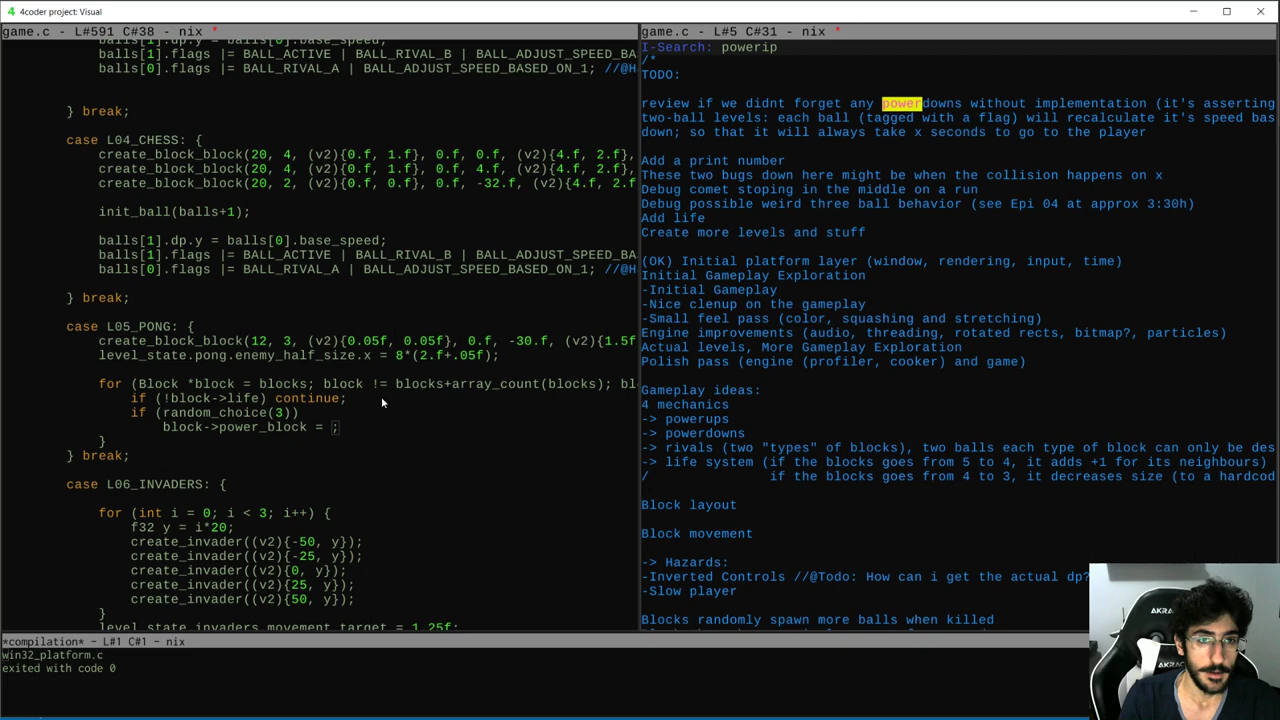 4 4coder project: Visual
game.c - L#591 C#38 - nix *
balls[1].dp.y = balls[0].base_speed;
balls[1].flags |= BALL_ACTIVE | BALL_RIVAL_B | BALL_ADJUST_SPEED_BA
balls[0].flags |= BALL_RIVAL_A | BALL_ADJUST_SPEED_BASED_ON_1; //@H
} break;
case L04_CHESS: {
create_block_block(20, 4, (v2){0.f, 1.f}, 0.f, 0.f, (v2){4.f, 2.f},
create_block_block(20, 4, (v2){0.f, 1.f}, 0.f, 4.f, (v2){4.f, 2.f},
create_block_block(20, 2, (v2){0.f, 0.f}, 0.f, -32.f, (v2){4.f, 2.f
init_ball(balls+1);
balls[1].dp.y = balls[0].base_speed;
balls[1].flags |= BALL_ACTIVE | BALL_RIVAL_B | BALL_ADJUST_SPEED_BA
balls[0].flags |= BALL_RIVAL_A | BALL_ADJUST_SPEED_BASED_ON_1; //@H
} break;
case L05_PONG: {
create_block_block(12, 3, (v2){0.05f, 0.05f}, 0.f, -30.f, (v2){1.5f
level_state.pong.enemy_half_size.x = 8*(2.f+.05f);
for (Block *block = blocks; block != blocks+array_count(blocks); bl
if (!block->life) continue;
if (random_choice(3))
block->power_block = ;
}
} break;
case L06_INVADERS: {
for (int i = 0; i < 3; i++) {
f32 y = i*20;
create_invader((v2){-50, y});
create_invader((v2){-25, y});
create_invader((v2){0, y});
create_invader((v2){25, y});
create_invader((v2){50, y});
}
level_state.invaders.movement_target = 1.25f;
game.c - L#5 C#31 - nix *
I-Search: powerip
/*
TODO:
review if we didnt forget any powerdowns without implementation (it's asserting
two-ball levels: each ball (tagged with a flag) will recalculate it's speed bas
down; so that it will always take x seconds to go to the player
Add a print number
These two bugs down here might be when the collision happens on x
Debug comet stoping in the middle on a run
Debug possible weird three ball behavior (see Epi 04 at approx 3:30h)
Add life
Create more levels and stuff
(OK) Initial platform layer (window, rendering, input, time)
Initial Gameplay Exploration
-Initial Gameplay
-Nice clenup on the gameplay
-Small feel pass (color, squashing and stretching)
Engine improvements (audio, threading, rotated rects, bitmap?, particles)
Actual levels, More Gameplay Exploration
Polish pass (engine (profiler, cooker) and game)
Gameplay ideas:
4 mechanics
-> powerups
-> powerdowns
-> rivals (two "types" of blocks), two balls each type of block can only be des
-> life system (if the blocks goes from 5 to 4, it adds +1 for its neighbours)
/ if the blocks goes from 4 to 3, it decreases size (to a hardcod
Block layout
Block movement
-> Hazards:
-Inverted Controls //@Todo: How can i get the actual dp?
-Slow player
Blocks randomly spawn more balls when killed
*compilation* - L#1 C#1 - nix
win32_platform.c
exited with code 0
AKRA
AKRA